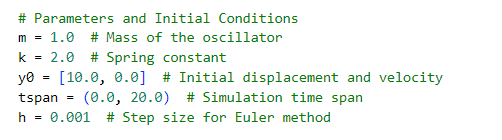 # Parameters and Initial Conditions
m = 1.0  # Mass of the oscillator
k = 2.0  # Spring constant
y0 = [10.0, 0.0]  # Initial displacement and velocity
tspan = (0.0, 20.0)  # Simulation time span
h = 0.001  # Step size for Euler method